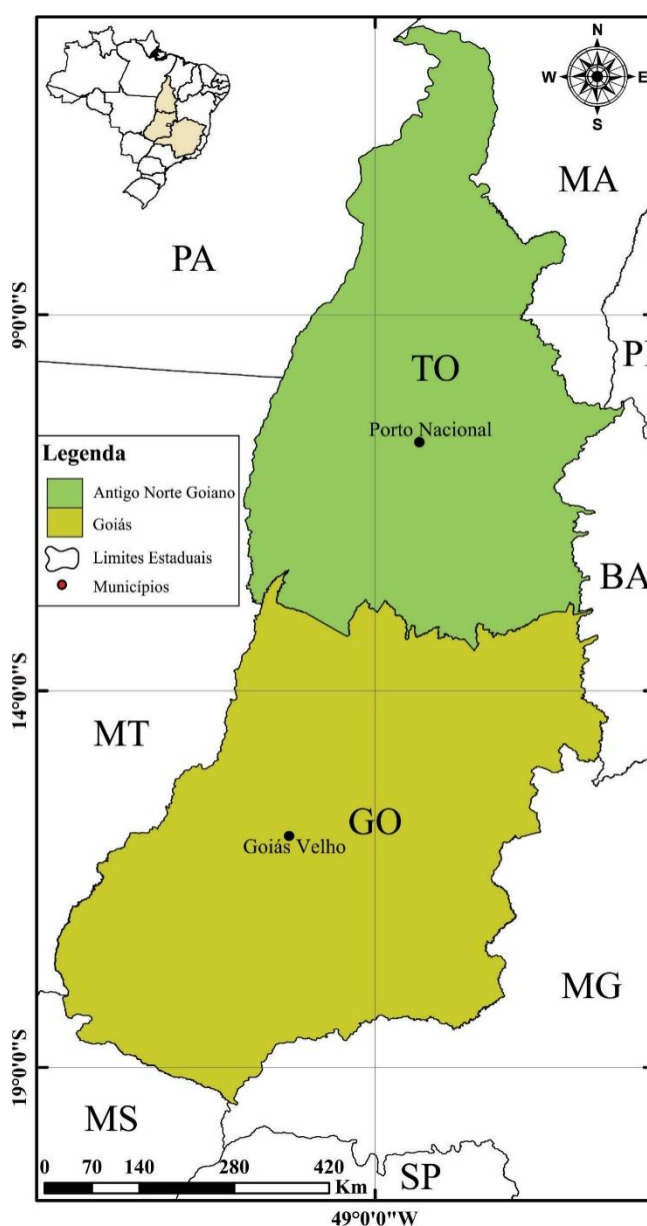 N
W E
S
MA
PA
9°0'0"S
TO
Porto Nacional
Legenda
Antigo Norte Goiano
Goiás
Limites Estaduais
Municípios
BA
14°0'0"S
MT
GO
Goiás Velho
MG
19°0'0"S
MS
0 70 140 280 420
Km
SP
49°0'0"W